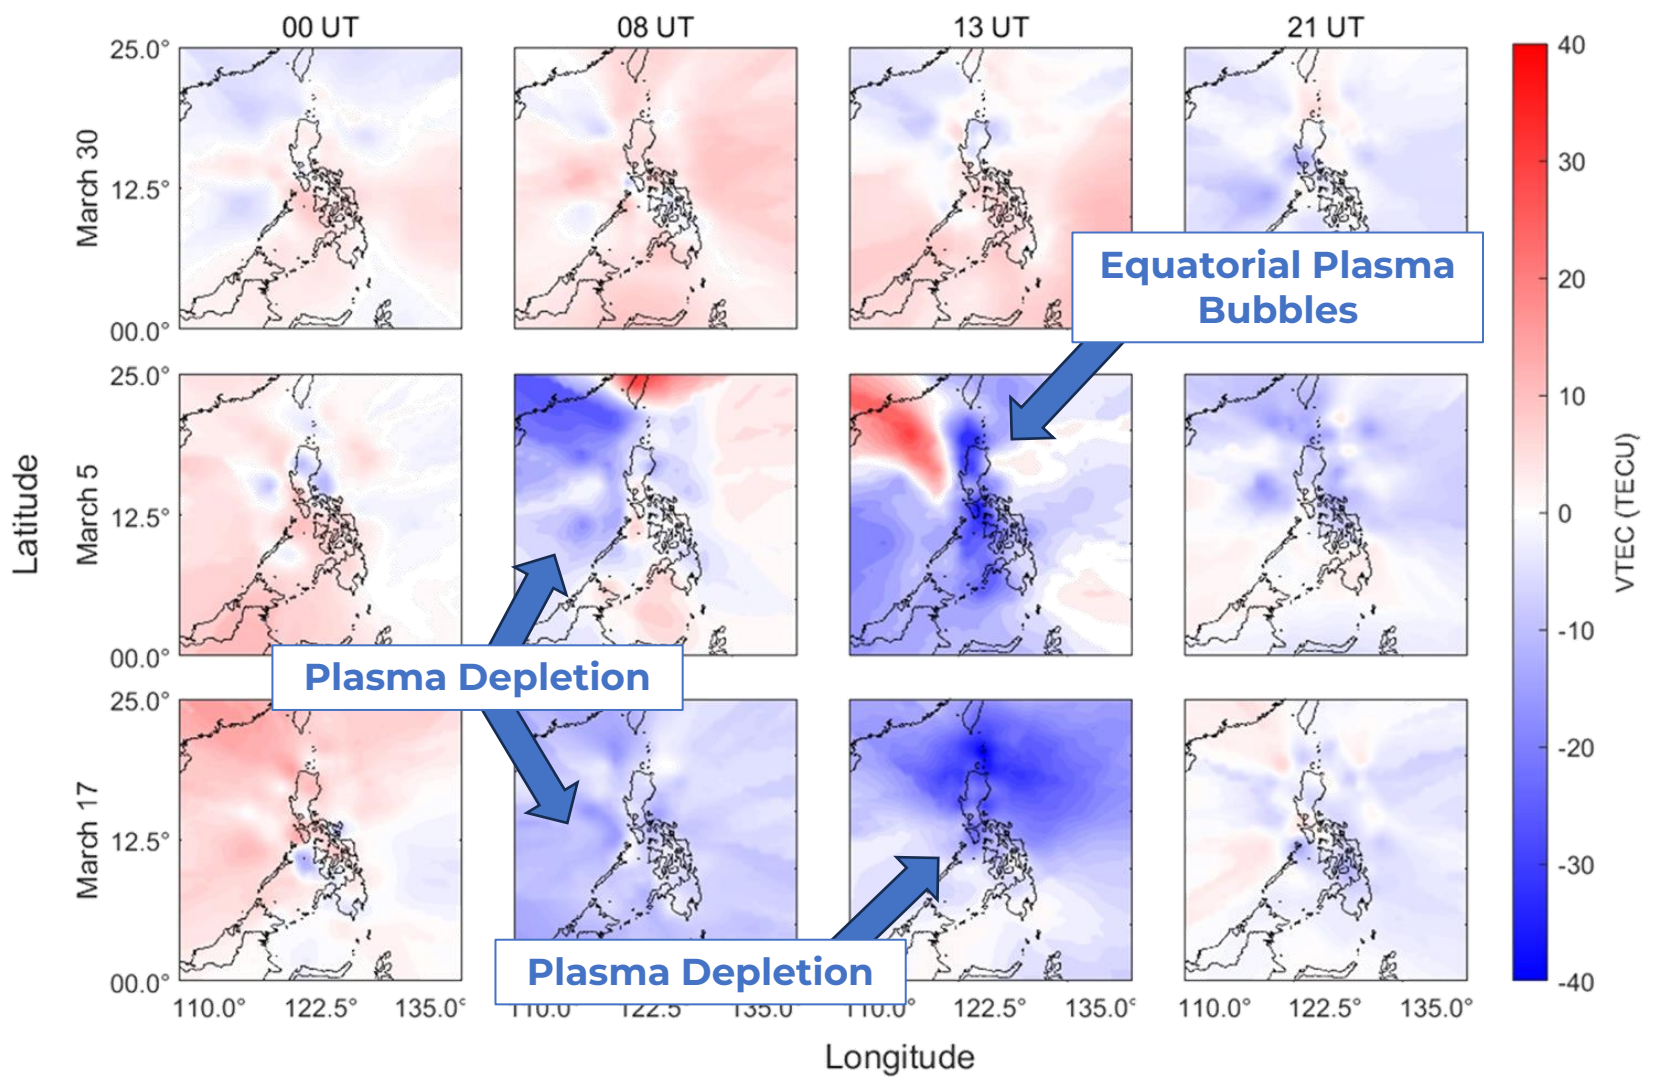 00 UT
08 UT
13 UT
21 UT
25.0°
12.5°
00.0°
March 30
Equatorial Plasma
Bubbles
25.0°
12.5°
00.0°
March 5
Latitude
Plasma Depletion
25.0°
12.5°
00.0°
March 17
Plasma Depletion
110.0°
122.5°
135.0°
110.0°
122.5°
135.0°
110.0°
122.5°
135.0°
110.0°
122.5°
135.0°
Longitude
40
30
20
10
0
-10
-20
-30
-40
VTEC (TECU)